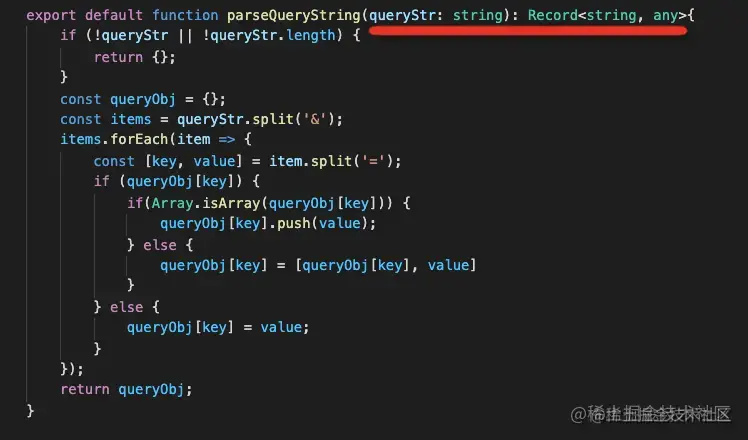 export default function parseQueryString(queryStr: string): Record<string, any>{
    if (!queryStr || !queryStr.length) {
        return {};
    }
    const queryObj = {};
    const items = queryStr.split('&');
    items.forEach(item => {
        const [key, value] = item.split('=');
        if (queryObj[key]) {
            if(Array.isArray(queryObj[key])) {
                queryObj[key].push(value);
            } else {
                queryObj[key] = [queryObj[key], value]
            }
        } else {
            queryObj[key] = value;
        }
    });
    return queryObj;
}
@稀土掘金技术社区